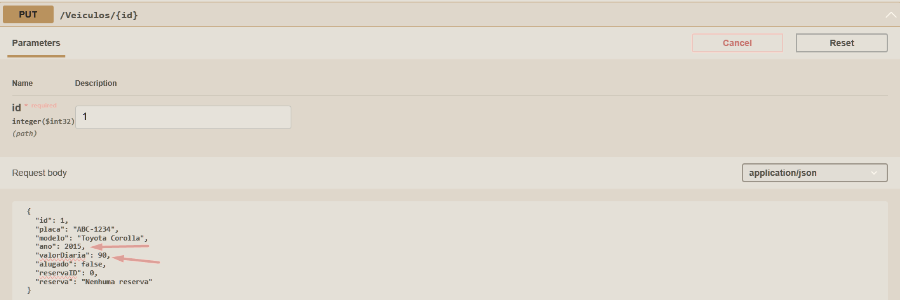 PUT /Veiculos/{id}
Parameters Cancel Reset
Name Description
id * required
integer($int32) 1
(path)
Request body application/json
{
"id": 1,
"placa": "ABC-1234",
"modelo": "Toyota Corolla",
"ano": 2015,
"valorDiaria": 90,
"alugado": false,
"reservaID": 0,
"reserva": "Nenhuma reserva"
}